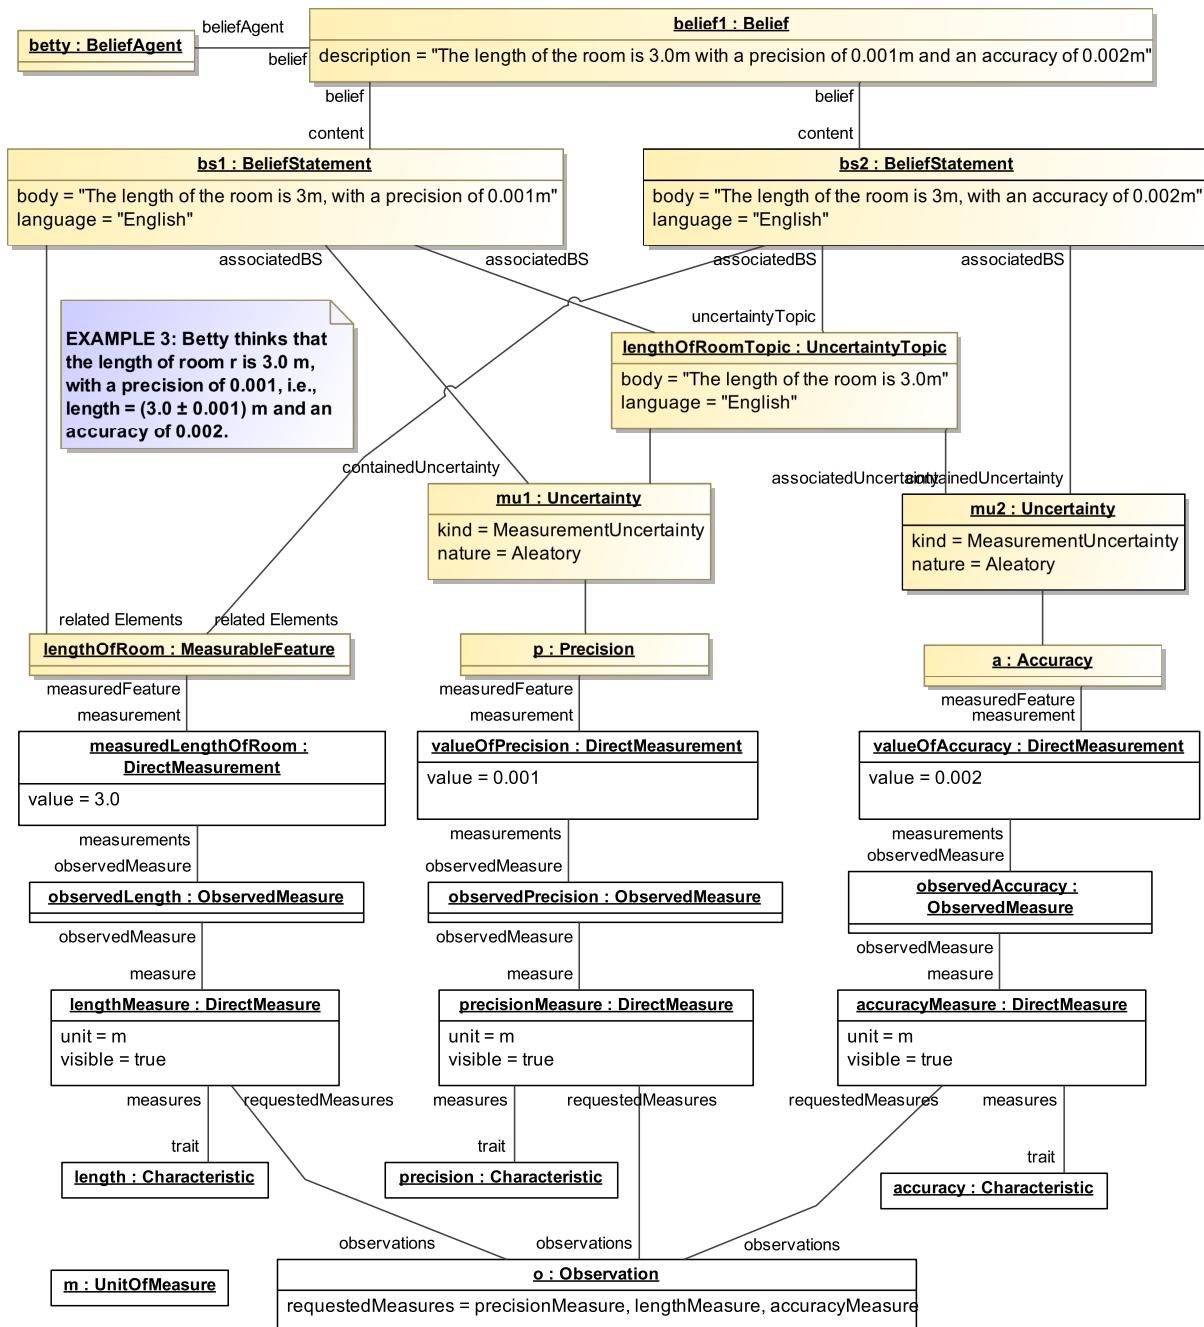 belief1 : Belief
description = "The length of the room is 3.0m with a precision of 0.001m and an accuracy of 0.002m"
betty : BeliefAgent
beliefAgent
belief
belief
belief
content
content
bs1 : BeliefStatement
body = "The length of the room is 3m, with a precision of 0.001m"
language = "English"
bs2 : BeliefStatement
body = "The length of the room is 3m, with an accuracy of 0.002m"
language = "English"
associatedBS
associatedBS
associatedBS
associatedBS
EXAMPLE 3: Betty thinks that
the length of room r is 3.0 m,
with a precision of 0.001, i.e.,
length = (3.0 ± 0.001) m and an
accuracy of 0.002.
uncertaintyTopic
lengthOfRoomTopic : UncertaintyTopic
body = "The length of the room is 3.0m"
language = "English"
containedUncertainty
associatedUncertainty
containedUncertainty
mu1 : Uncertainty
kind = MeasurementUncertainty
nature = Aleatory
mu2 : Uncertainty
kind = MeasurementUncertainty
nature = Aleatory
related Elements
related Elements
lengthOfRoom : MeasurableFeature
p : Precision
a : Accuracy
measuredFeature
measurement
measuredFeature
measurement
measuredFeature
measurement
measuredLengthOfRoom :
DirectMeasurement
value = 3.0
valueOfPrecision : DirectMeasurement
value = 0.001
valueOfAccuracy : DirectMeasurement
value = 0.002
measurements
observedMeasure
measurements
observedMeasure
measurements
observedMeasure
observedLength : ObservedMeasure
observedPrecision : ObservedMeasure
observedAccuracy :
ObservedMeasure
observedMeasure
measure
observedMeasure
measure
observedMeasure
measure
lengthMeasure : DirectMeasure
unit = m
visible = true
precisionMeasure : DirectMeasure
unit = m
visible = true
accuracyMeasure : DirectMeasure
unit = m
visible = true
measures
requestedMeasures
measures
requestedMeasures
requestedMeasures
measures
trait
trait
trait
length : Characteristic
precision : Characteristic
accuracy : Characteristic
observations
observations
observations
m : UnitOfMeasure
o : Observation
requestedMeasures = precisionMeasure, lengthMeasure, accuracyMeasure